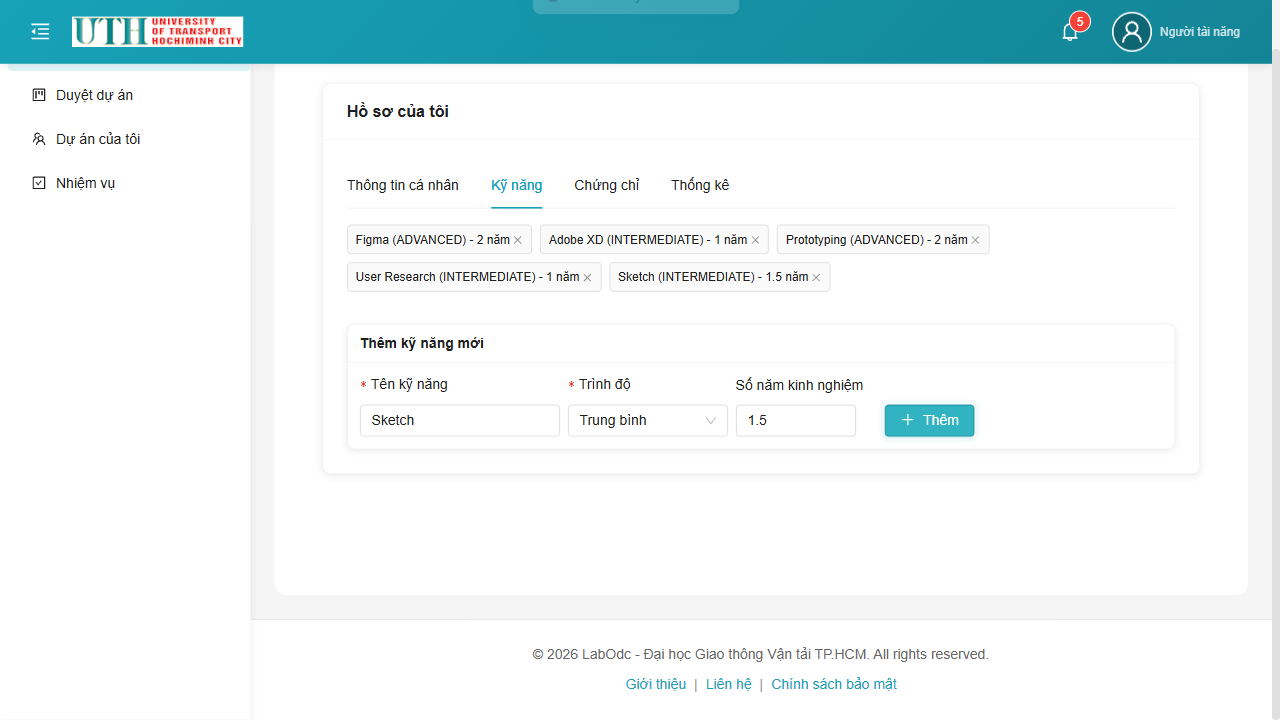 UTH UNIVERSITY OF TRANSPORT HOCHIMINH CITY
5
Người tài năng
Duyệt dự án
Dự án của tôi
Nhiệm vụ
Hồ sơ của tôi
Thông tin cá nhân Kỹ năng Chứng chỉ Thống kê
Figma (ADVANCED) - 2 năm Adobe XD (INTERMEDIATE) - 1 năm Prototyping (ADVANCED) - 2 năm
User Research (INTERMEDIATE) - 1 năm Sketch (INTERMEDIATE) - 1.5 năm
Thêm kỹ năng mới
* Tên kỹ năng * Trình độ Số năm kinh nghiệm
Sketch Trung bình 1.5 Thêm
© 2026 LabOdc - Đại học Giao thông Vận tải TP.HCM. All rights reserved.
Giới thiệu | Liên hệ | Chính sách bảo mật